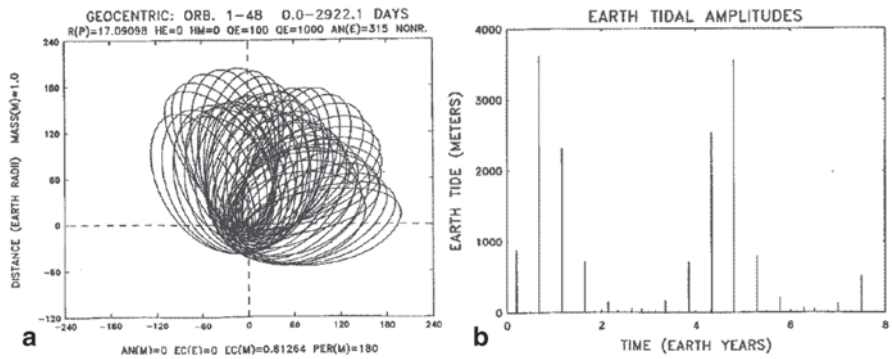 GEOCENTRIC: ORB. 1-48 0.0-2922.1 DAYS
R(P)=17.09098 HE=0 HM=0 QE=100 QE=1000 AN(E)=315 NONR.
DISTANCE (EARTH RADII) MASS(M)=1.0
240
180
120
60
0
-60
-120
-240 -180 -120 -60 0 60 120 180 240
a
AN(M)=0 EC(E)=0 EC(M)=0.81264 PER(M)=180
EARTH TIDAL AMPLITUDES
EARTH TIDE (METERS)
4000
3000
2000
1000
0
0 2 4 6 8
b
TIME (EARTH YEARS)